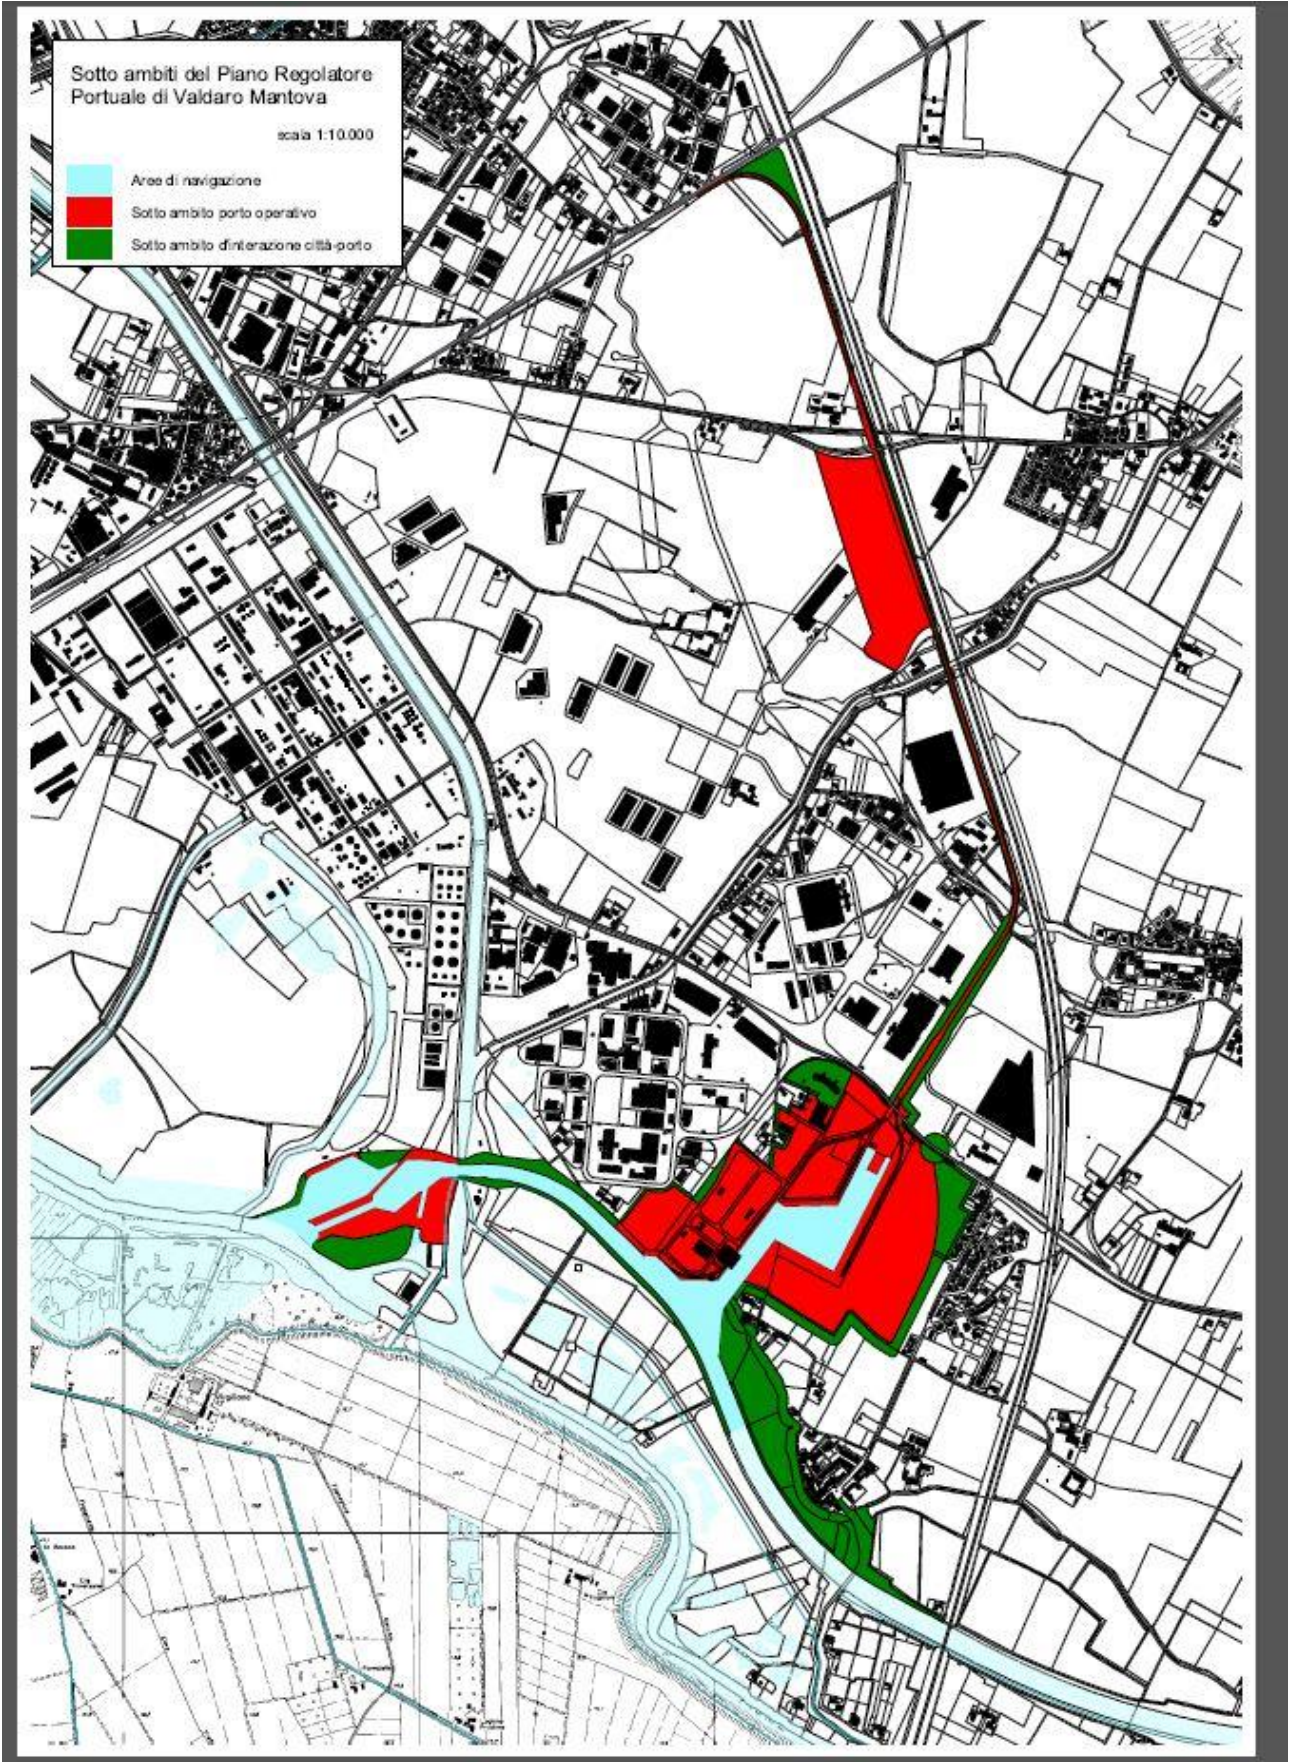 Sotto ambiti del Piano Regolatore
Portuale di Valdaro Mantova
scala 1:10.000
Aree di navigazione
Sotto ambito porto operativo
Sotto ambito d'interazione città-porto